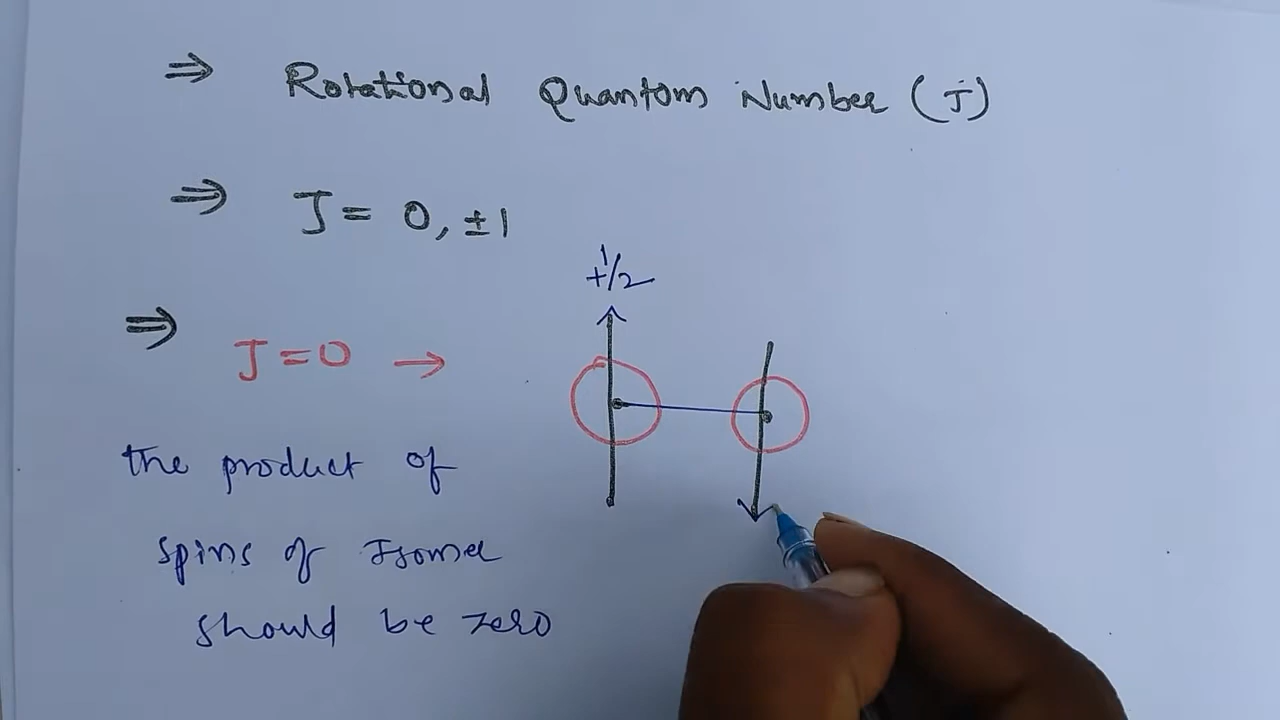 ⇒ Rotational Quantom Number (J)
⇒ J = 0, ±1
+1/2
⇒ J = 0 →
the product of
spins of Isomer
should be zero